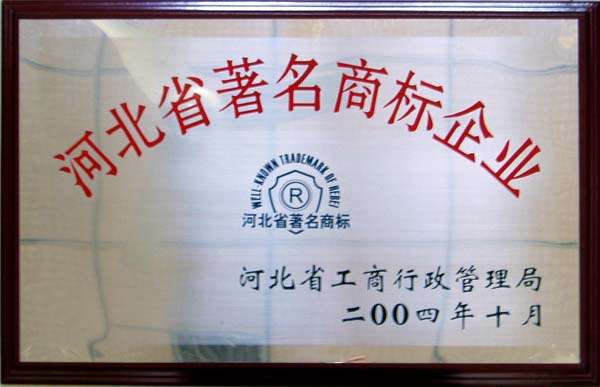 河北省著名商标企业
WELL-KNOWN TRADEMARK OF HEBEI
R
河北省著名商标
河北省工商行政管理局
二00四年十月